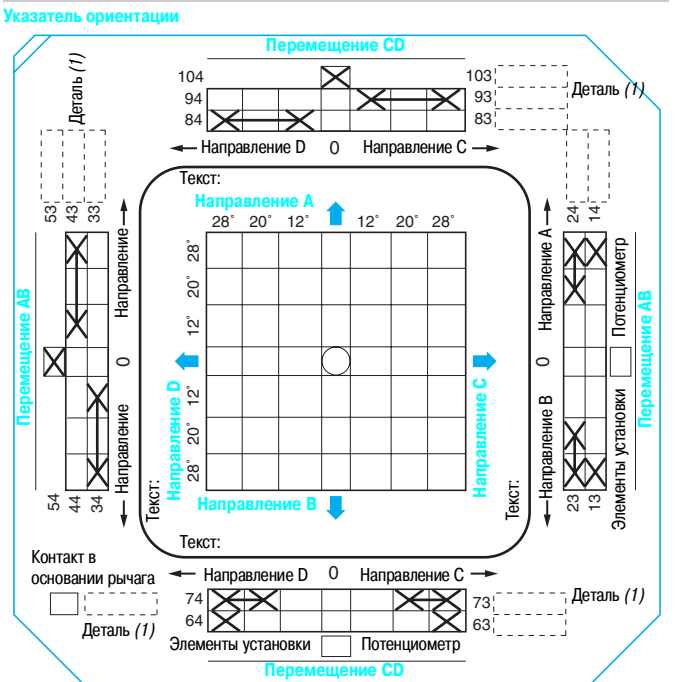 Указатель ориентации
Перемещение CD
104
103
94
93
Деталь (1)
84
83
Направление D
0
Направление C
Деталь (1)
53
43
33
24
14
Текст:
Направление A
28° 20° 12°
12° 20° 28°
28°
20°
12°
12°
20°
28°
Перемещение AB
Направление
0
Направление
54
44
34
Направление D
Направление C
Направление B
Текст:
Текст:
Текст:
Направление A
0
Направление B
23
13
Потенциометр
Элементы установки
Перемещение AB
Контакт в
основании рычага
Деталь (1)
Направление D
0
Направление C
74
73
Деталь (1)
64
63
Элементы установки
Потенциометр
Перемещение CD